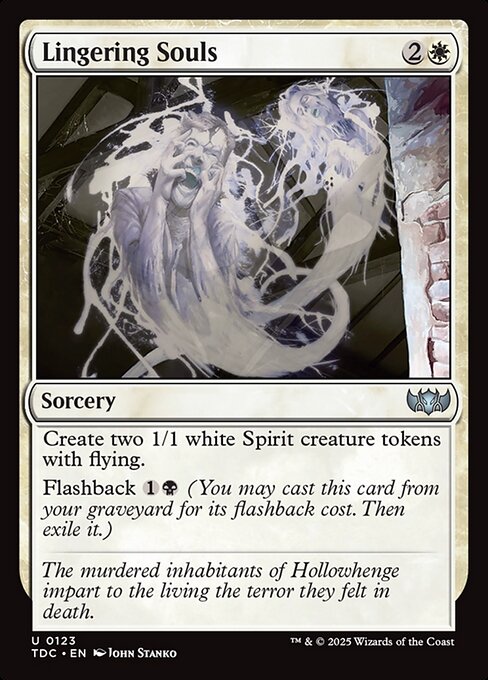 Lingering Souls 2
Sorcery
Create two 1/1 white Spirit creature tokens
with flying.
Flashback 1 (You may cast this card from
your graveyard for its flashback cost. Then
exile it.)
The murdered inhabitants of Hollowhenge
impart to the living the terror they felt in
death.
U 0123
TDC • EN John Stanko
™ & © 2025 Wizards of the Coast